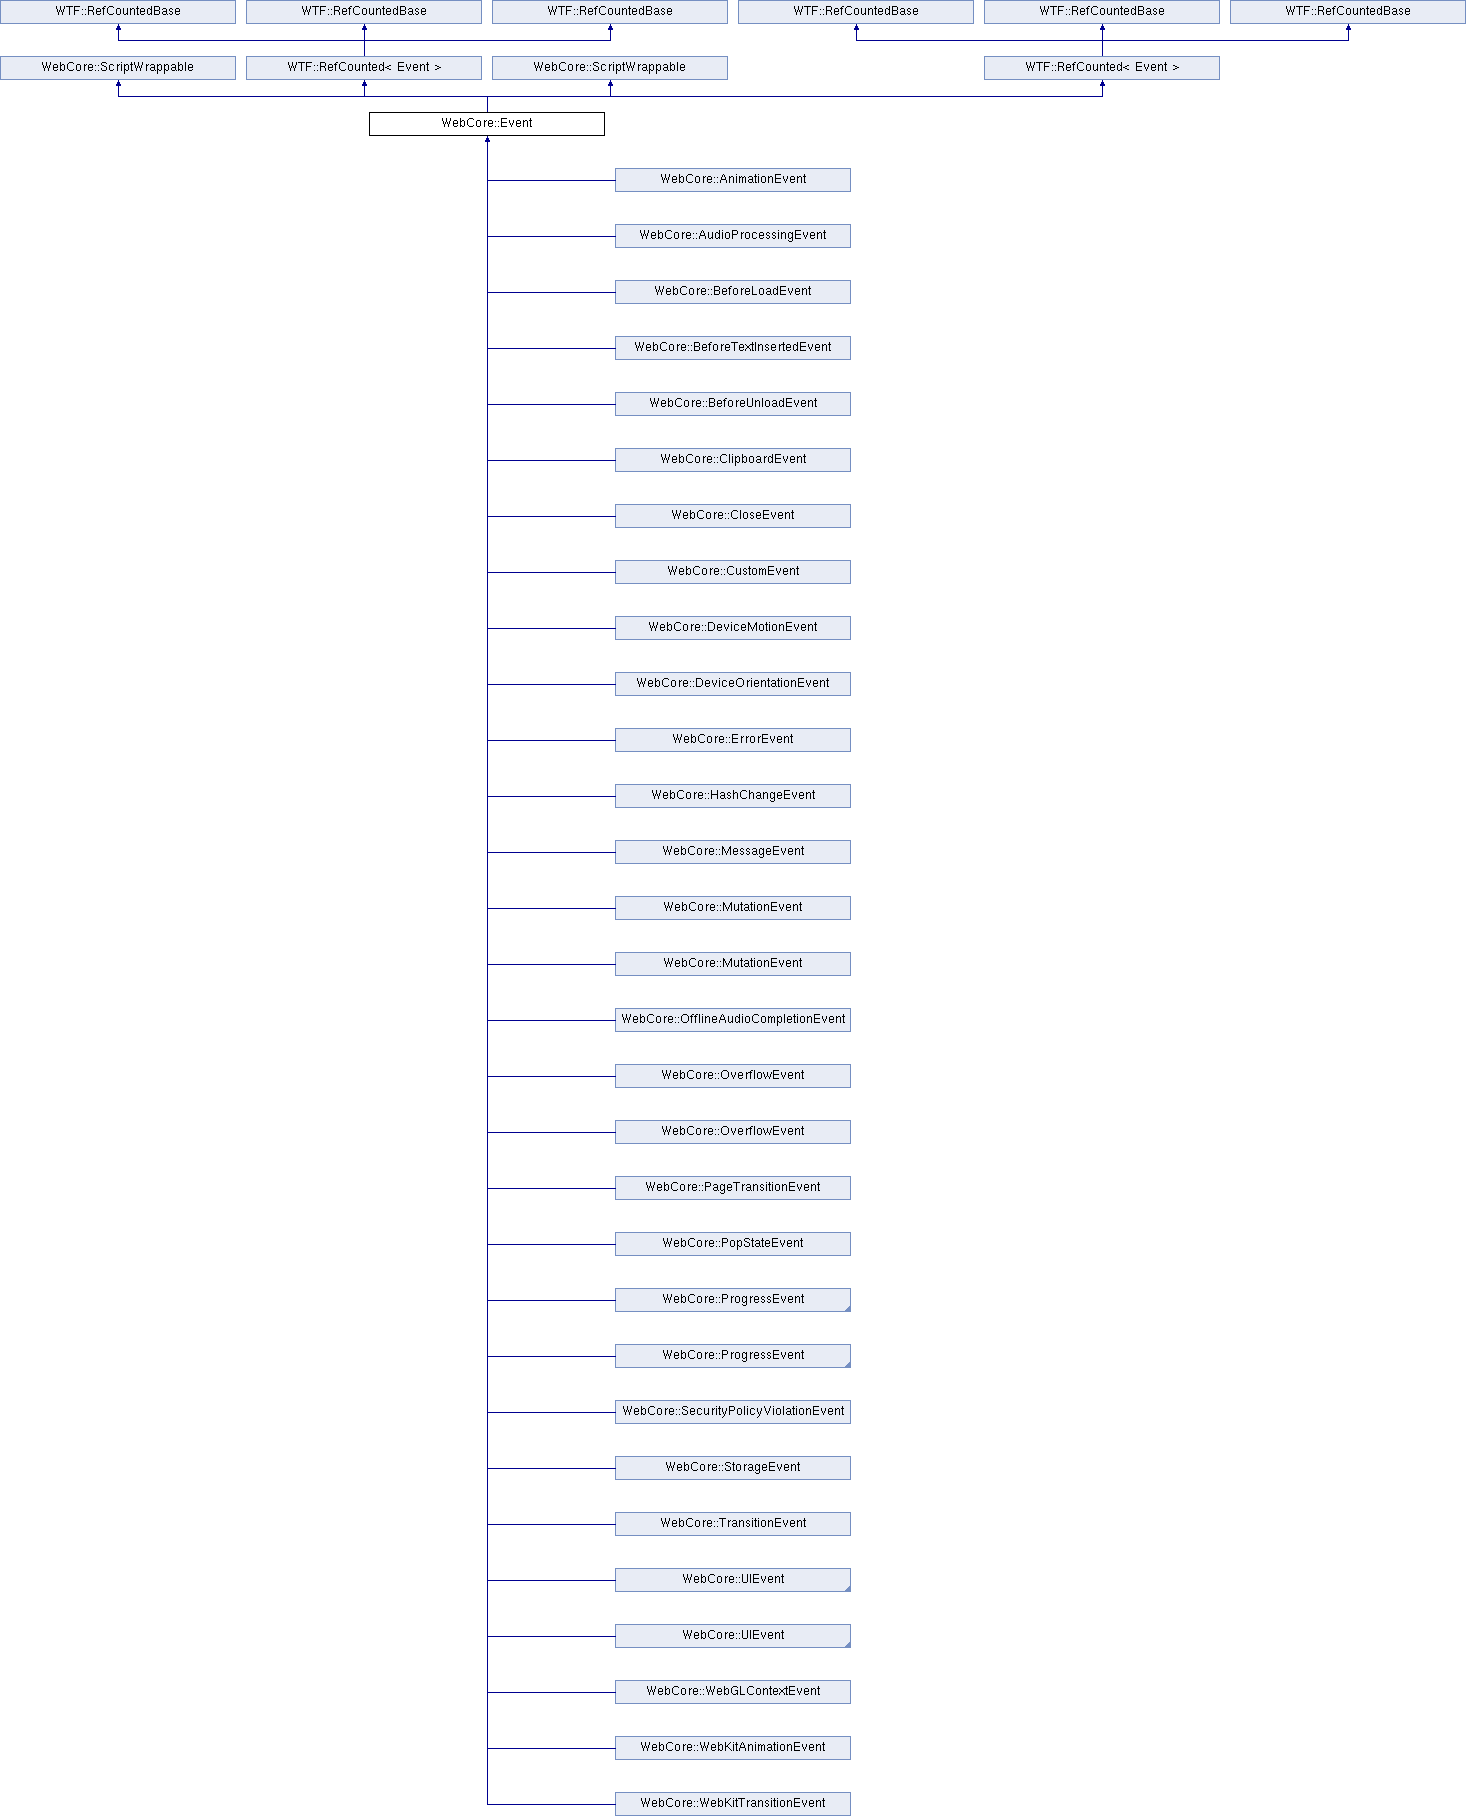 WTF::RefCountedBase
WTF::RefCountedBase
WTF::RefCountedBase
WTF::RefCountedBase
WTF::RefCountedBase
WTF::RefCountedBase
WebCore::ScriptWrappable
WTF::RefCounted< Event >
WebCore::ScriptWrappable
WTF::RefCounted< Event >
WebCore::Event
WebCore::AnimationEvent
WebCore::AudioProcessingEvent
WebCore::BeforeLoadEvent
WebCore::BeforeTextInsertedEvent
WebCore::BeforeUnloadEvent
WebCore::ClipboardEvent
WebCore::CloseEvent
WebCore::CustomEvent
WebCore::DeviceMotionEvent
WebCore::DeviceOrientationEvent
WebCore::ErrorEvent
WebCore::HashChangeEvent
WebCore::MessageEvent
WebCore::MutationEvent
WebCore::MutationEvent
WebCore::OfflineAudioCompletionEvent
WebCore::OverflowEvent
WebCore::OverflowEvent
WebCore::PageTransitionEvent
WebCore::PopStateEvent
WebCore::ProgressEvent
WebCore::ProgressEvent
WebCore::SecurityPolicyViolationEvent
WebCore::StorageEvent
WebCore::TransitionEvent
WebCore::UIEvent
WebCore::UIEvent
WebCore::WebGLContextEvent
WebCore::WebKitAnimationEvent
WebCore::WebKitTransitionEvent